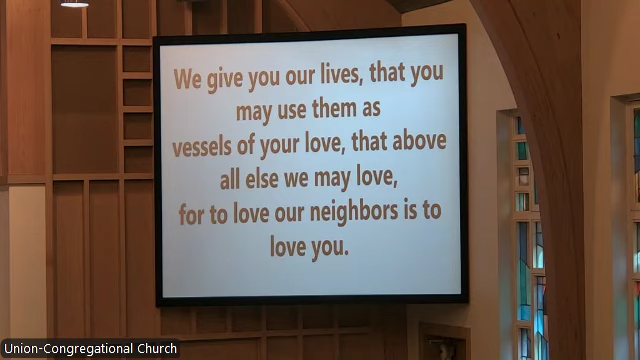 We give you our lives, that you
may use them as
vessels of your love, that above
all else we may love,
for to love our neighbors is to
love you.
Union-Congregational Church